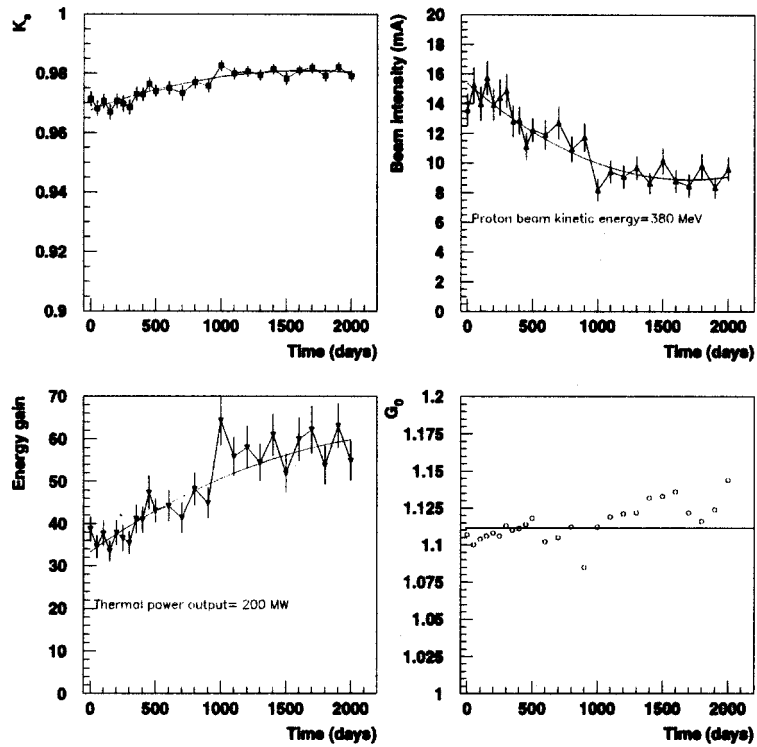 K_s
1
0.98
0.96
0.94
0.92
0.9
0 500 1000 1500 2000
Time (days)
Beam intensity (mA)
20
18
16
14
12
10
8
6
4
2
0
Proton beam kinetic energy=380 MeV
0 500 1000 1500 2000
Time (days)
Energy gain
70
60
50
40
30
20
10
0
Thermal power output= 200 MW
0 500 1000 1500 2000
Time (days)
G_0
1.2
1.175
1.15
1.125
1.1
1.075
1.05
1.025
1
0 500 1000 1500 2000
Time (days)